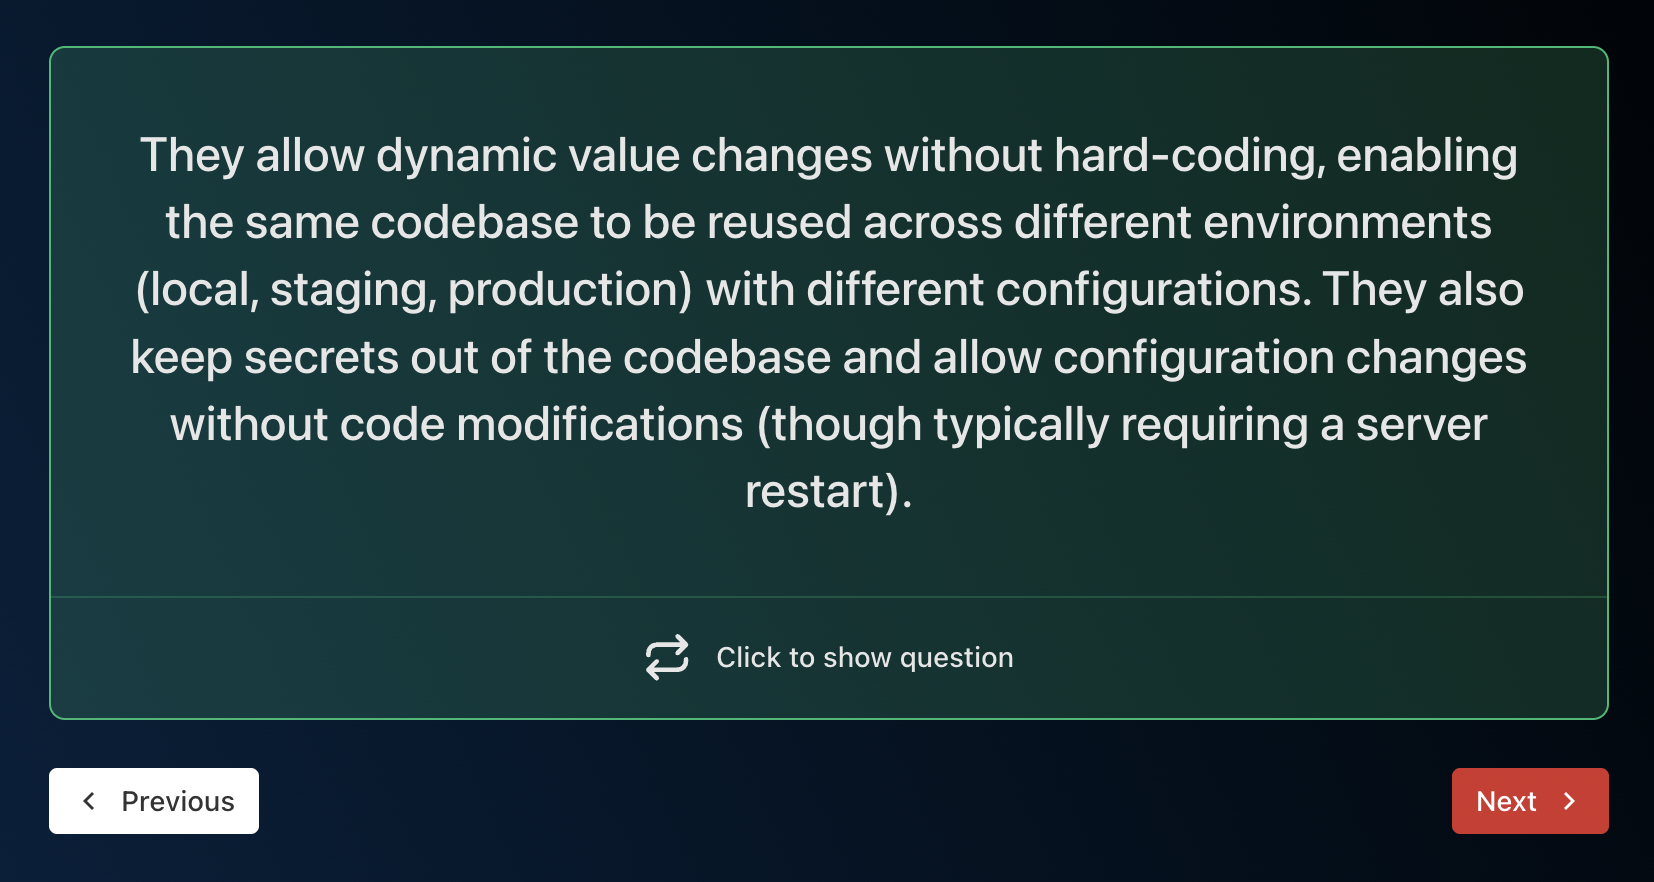 They allow dynamic value changes without hard-coding, enabling
the same codebase to be reused across different environments
(local, staging, production) with different configurations. They also
keep secrets out of the codebase and allow configuration changes
without code modifications (though typically requiring a server
restart).
Click to show question
Previous
Next